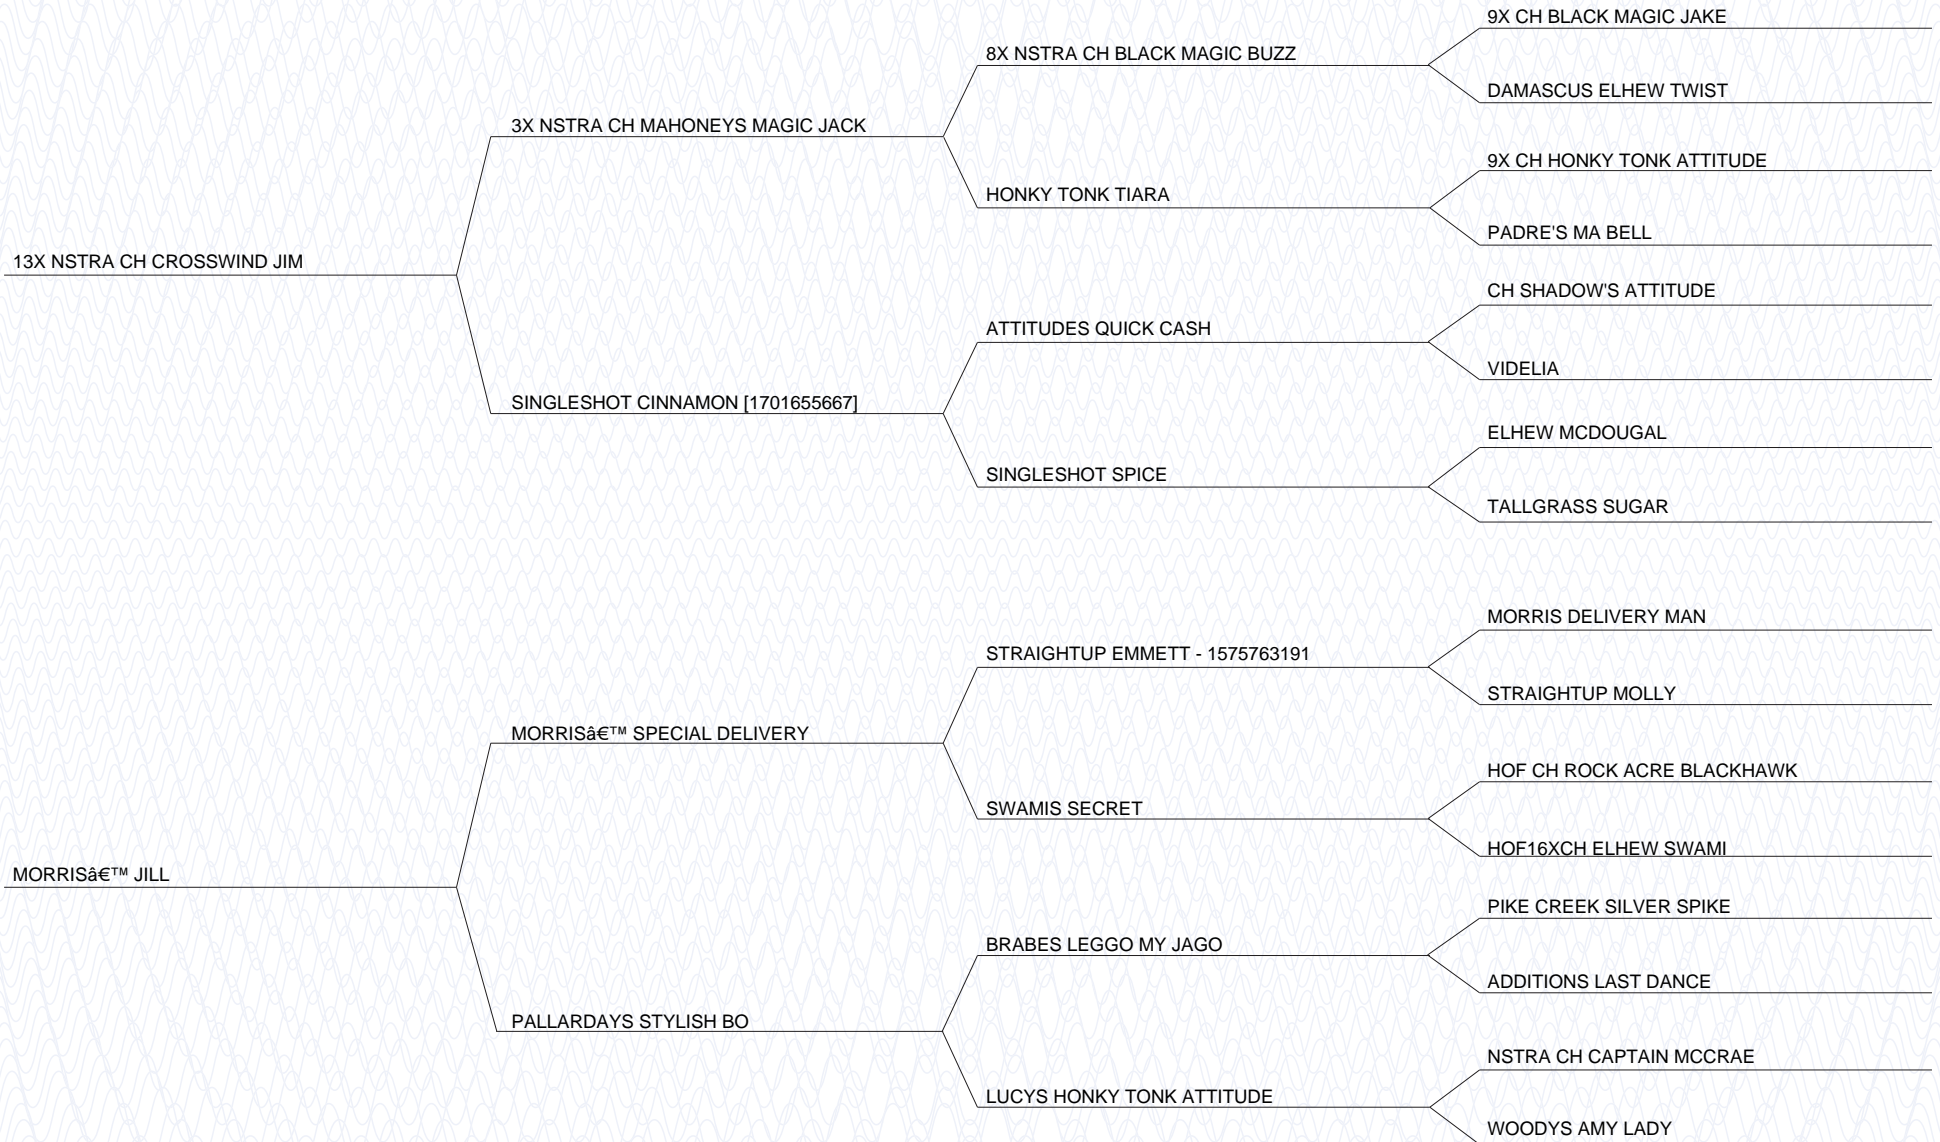 9X CH BLACK MAGIC JAKE
8X NSTRA CH BLACK MAGIC BUZZ
DAMASCUS ELHEW TWIST
3X NSTRA CH MAHONEYS MAGIC JACK
9X CH HONKY TONK ATTITUDE
HONKY TONK TIARA
PADRE'S MA BELL
13X NSTRA CH CROSSWIND JIM
CH SHADOW'S ATTITUDE
ATTITUDES QUICK CASH
VIDELIA
SINGLESHOT CINNAMON [1701655667]
ELHEW MCDOUGAL
SINGLESHOT SPICE
TALLGRASS SUGAR
MORRIS DELIVERY MAN
STRAIGHTUP EMMETT - 1575763191
STRAIGHTUP MOLLY
MORRISâ€™ SPECIAL DELIVERY
HOF CH ROCK ACRE BLACKHAWK
SWAMIS SECRET
HOF16XCH ELHEW SWAMI
MORRISâ€™ JILL
PIKE CREEK SILVER SPIKE
BRABES LEGGO MY JAGO
ADDITIONS LAST DANCE
PALLARDAYS STYLISH BO
NSTRA CH CAPTAIN MCCRAE
LUCYS HONKY TONK ATTITUDE
WOODYS AMY LADY